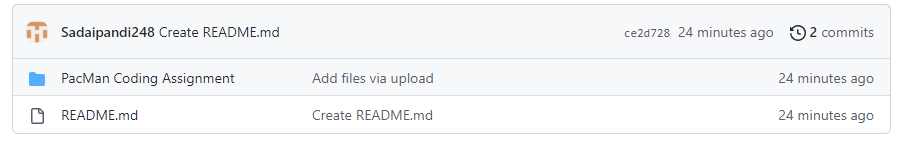 Sadaipandi248 Create README.md ce2d728 24 minutes ago 2 commits
PacMan Coding Assignment Add files via upload 24 minutes ago
README.md Create README.md 24 minutes ago